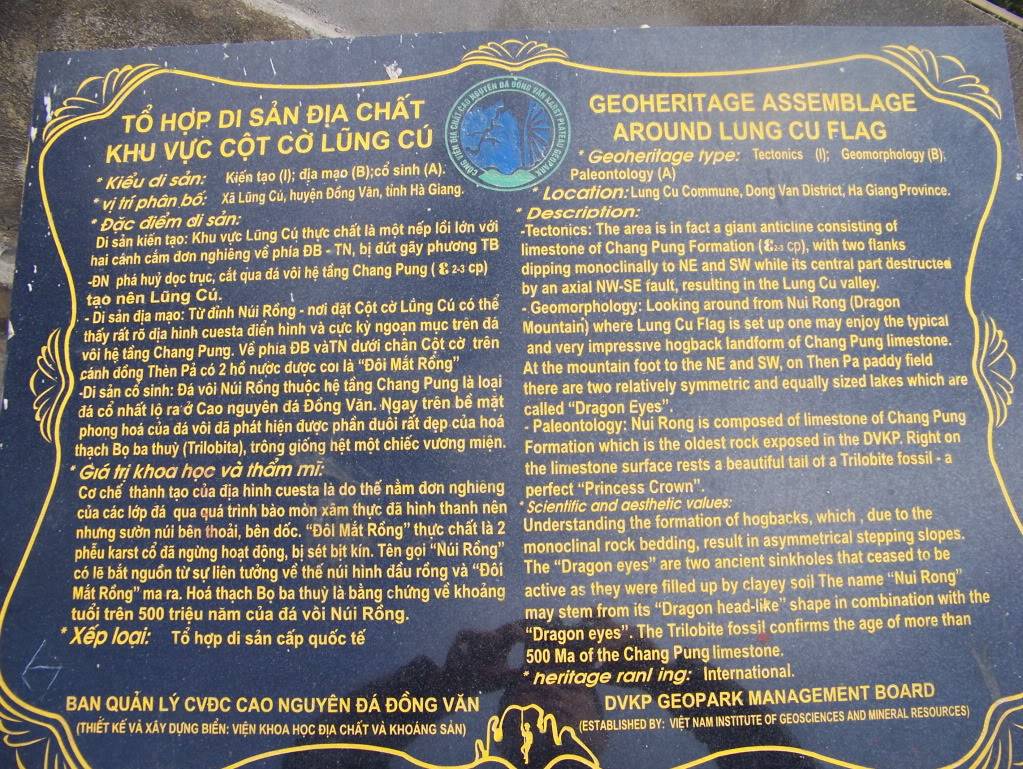 TỔ HỢP DI SẢN ĐỊA CHẤT
KHU VỰC CỘT CỜ LŨNG CÚ
* Kiểu di sản: Kiến tạo (I); địa mạo (B);cổ sinh (A).
* vị trí phân bố: Xã Lũng Cú, huyện Đồng Văn, tỉnh Hà Giang.
* Đặc điểm di sản:
Di sản kiến tạo: Khu vực Lũng Cú thực chất là một nếp lồi lớn với
hai cánh cắm đơn nghiêng về phía ĐB - TN, bị đứt gãy phương TB
-ĐN phá huỷ dọc trục, cắt qua đá vôi hệ tầng Chang Pung ( ε 2-3 cp)
tạo nên Lũng Cú.
- Di sản địa mạo: Từ đỉnh Núi Rồng - nơi đặt Cột cờ Lũng Cú có thể
thấy rất rõ địa hình cuesta điển hình và cực kỳ ngoạn mục trên đá
vôi hệ tầng Chang Pung. Về phía ĐB vàTN dưới chân Cột cờ trên
cánh đồng Thèn Pả có 2 hồ nước được coi là “Đôi Mắt Rồng”
-Di sản cổ sinh: Đá vôi Núi Rồng thuộc hệ tầng Chang Pung là loại
đá cổ nhất lộ ra ở Cao nguyên đá Đồng Văn. Ngay trên bề mặt
phong hoá của đá vôi đã phát hiện được phần đuôi rất đẹp của hoá
thạch Bọ ba thuỳ (Trilobita), trông giống hệt một chiếc vương miện.
* Giá trị khoa học và thẩm mĩ:
Cơ chế thành tạo của địa hình cuesta là do thế nằm đơn nghiêng
của các lớp đá qua quá trình bào mòn xâm thực đã hình thanh nên
những sườn núi bên thoải, bên dốc. “Đôi Mắt Rồng” thực chất là 2
phễu karst cổ đã ngừng hoạt động, bị sét bịt kín. Tên gọi “Núi Rồng”
có lẽ bắt nguồn từ sự liên tưởng về thế núi hình đầu rồng và “Đôi
Mắt Rồng” ma ra. Hoá thạch Bọ ba thuỳ là bằng chứng về khoảng
tuổi trên 500 triệu năm của đá vôi Núi Rồng.
* Xếp loại: Tổ hợp di sản cấp quốc tế
BAN QUẢN LÝ CVĐC CAO NGUYÊN ĐÁ ĐỒNG VĂN
(THIẾT KẾ VÀ XÂY DỰNG BIỂN: VIỆN KHOA HỌC ĐỊA CHẤT VÀ KHOÁNG SẢN)
CÔNG VIÊN ĐỊA CHẤT CAO NGUYÊN ĐÁ ĐỒNG VĂN KARST PLATEAU GEOPARK
GEOHERITAGE ASSEMBLAGE
AROUND LUNG CU FLAG
* Geoheritage type: Tectonics (I); Geomorphology (B),
Paleontology (A)
* Location: Lung Cu Commune, Dong Van District, Ha Giang Province.
* Description:
-Tectonics: The area is in fact a giant anticline consisting of
limestone of Chang Pung Formation (ε2-3 cp), with two flanks
dipping monoclinally to NE and SW while its central part destructed
by an axial NW-SE fault, resulting in the Lung Cu valley.
- Geomorphology: Looking around from Nui Rong (Dragon
Mountain) where Lung Cu Flag is set up one may enjoy the typical
and very impressive hogback landform of Chang Pung limestone.
At the mountain foot to the NE and SW, on Then Pa paddy field
there are two relatively symmetric and equally sized lakes which are
called “Dragon Eyes”.
- Paleontology: Nui Rong is composed of limestone of Chang Pung
Formation which is the oldest rock exposed in the DVKP. Right on
the limestone surface rests a beautiful tail of a Trilobite fossil - a
perfect “Princess Crown”.
* Scientific and aesthetic values:
Understanding the formation of hogbacks, which , due to the
monoclinal rock bedding, result in asymmetrical stepping slopes.
The “Dragon eyes” are two ancient sinkholes that ceased to be
active as they were filled up by clayey soil The name “Nui Rong”
may stem from its “Dragon head-like” shape in combination with the
“Dragon eyes”. The Trilobite fossil confirms the age of more than
500 Ma of the Chang Pung limestone.
* heritage ranl ing: International.
DVKP GEOPARK MANAGEMENT BOARD
(ESTABLISHED BY: VIỆT NAM INSTITUTE OF GEOSCIENCES AND MINERAL RESOURCES)